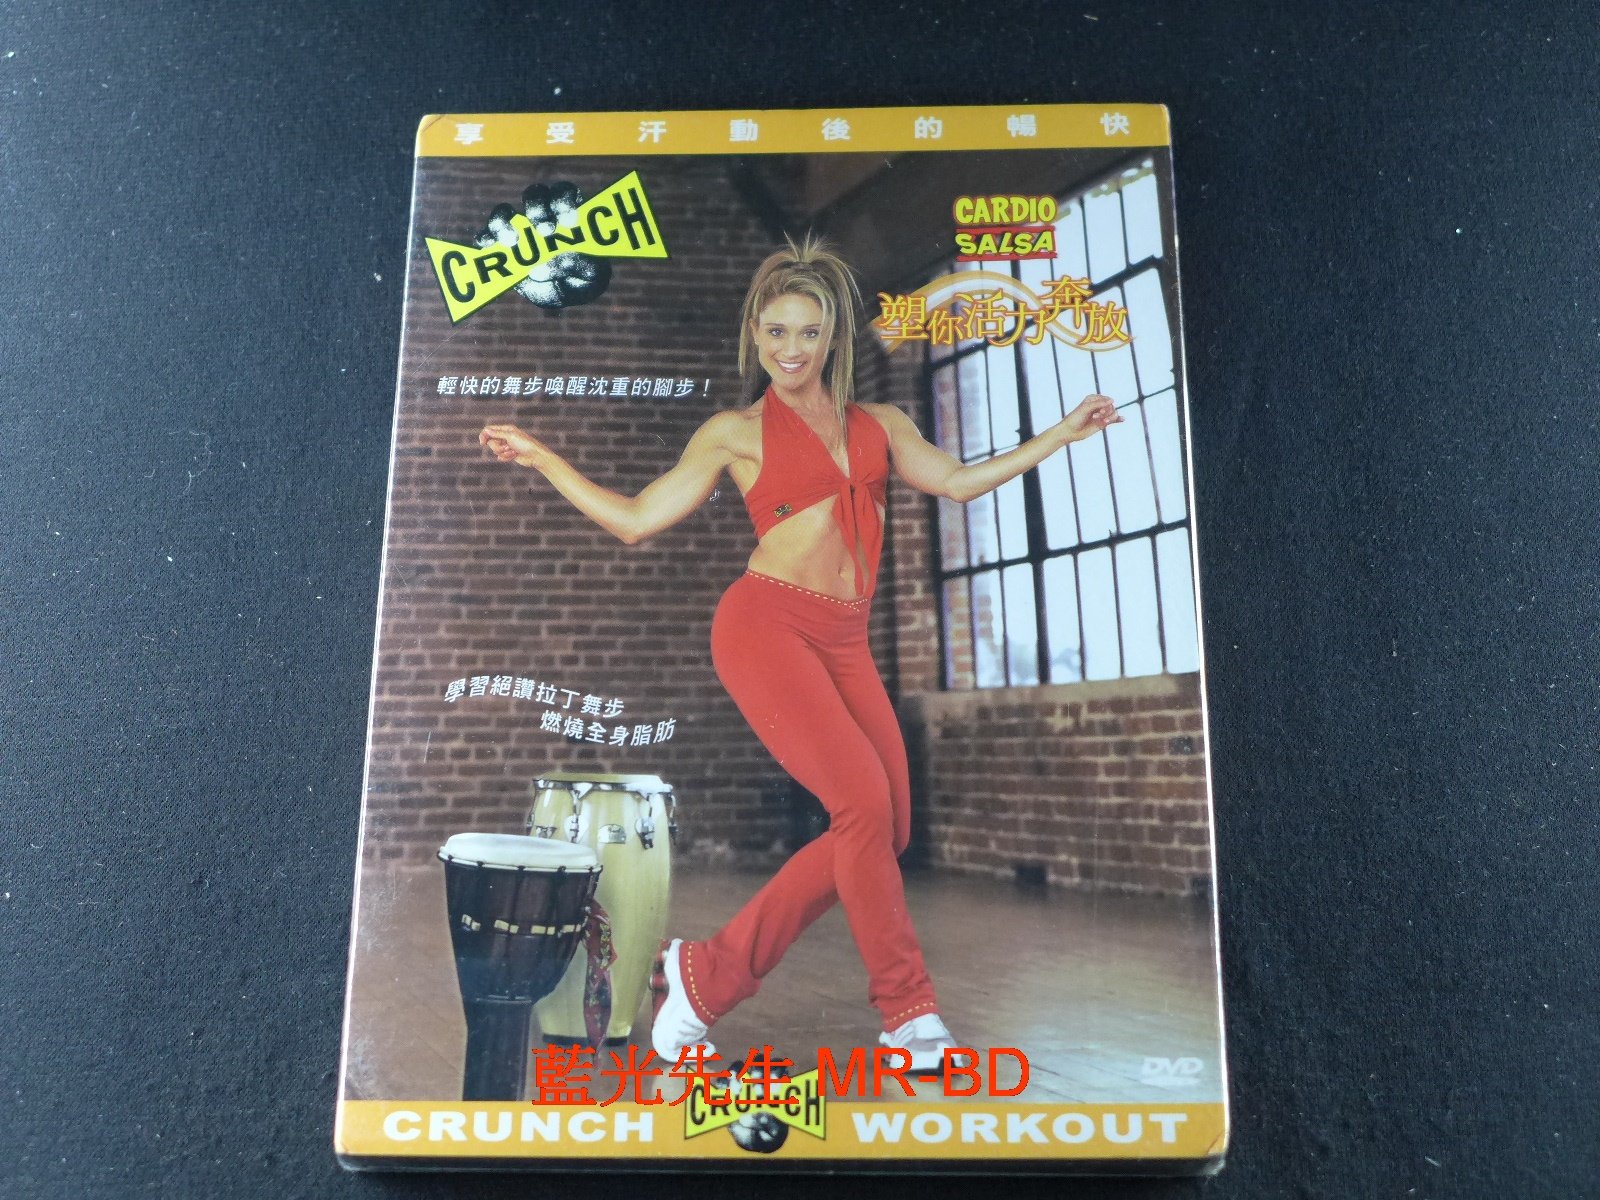 享受汗動後的暢快
CRUNCH
CARDIO
SALSA
塑你活力奔放
輕快的舞步喚醒沈重的腳步！
學習絕讚拉丁舞步
燃燒全身脂肪
DVD
藍光先生 MR-BD
CRUNCH CRUNCH WORKOUT